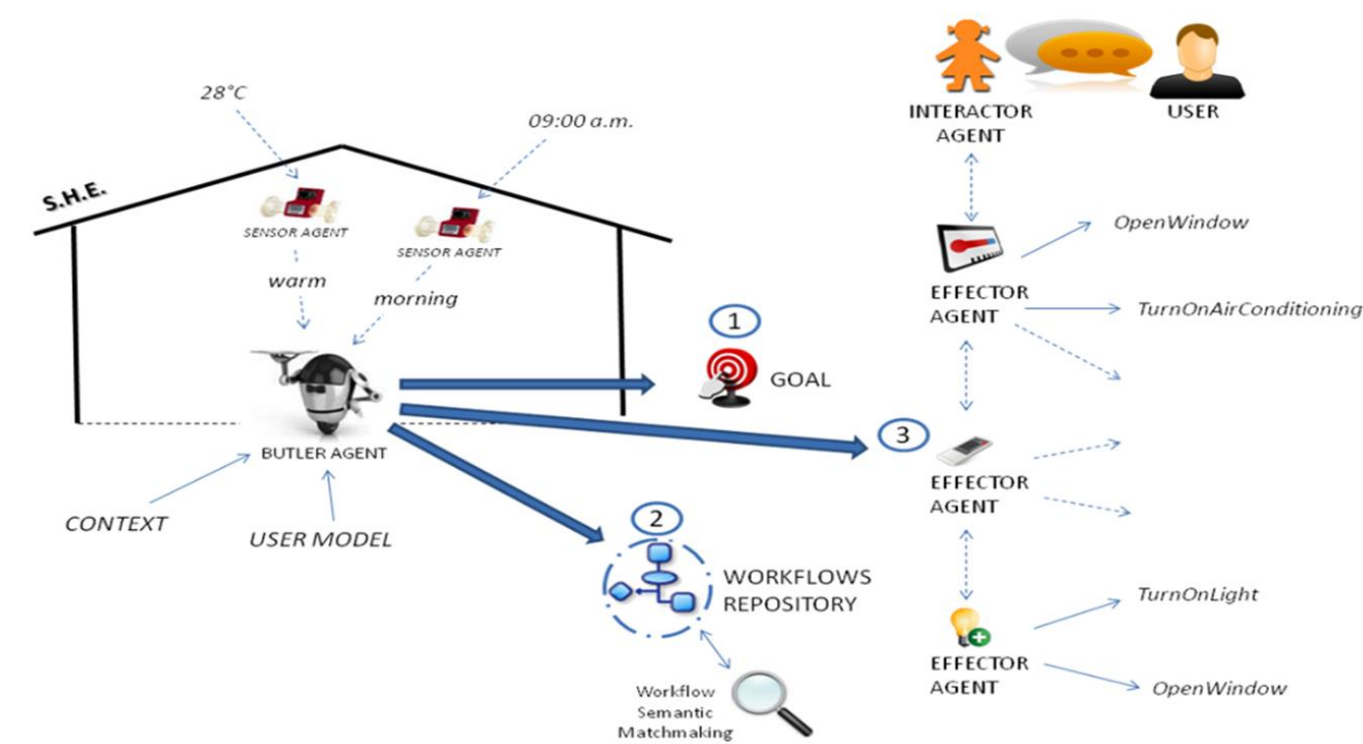 28°C
09:00 a.m.
S.H.E.
SENSOR AGENT
SENSOR AGENT
warm
morning
BUTLER AGENT
CONTEXT
USER MODEL
1
GOAL
2
WORKFLOWS
REPOSITORY
Workflow
Semantic
Matchmaking
3
INTERACTOR
AGENT
USER
EFFECTOR
AGENT
OpenWindow
TurnOnAirConditioning
EFFECTOR
AGENT
EFFECTOR
AGENT
TurnOnLight
OpenWindow